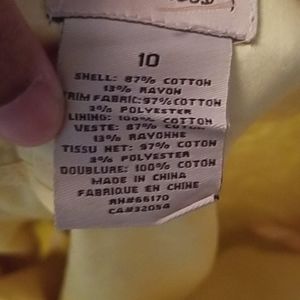 10
SHELL: 87% COTTON
13% RAYON
TRIM FABRIC: 97% COTTON
3% POLYESTER
LINING: 100% COTTON
VESTE: 87% COTON
13% RAYONNE
TISSU NET: 97% COTON
3% POLYESTER
DOUBLURE: 100% COTON
MADE IN CHINA
FABRIQUE EN CHINE
RN#66170
CA#32054